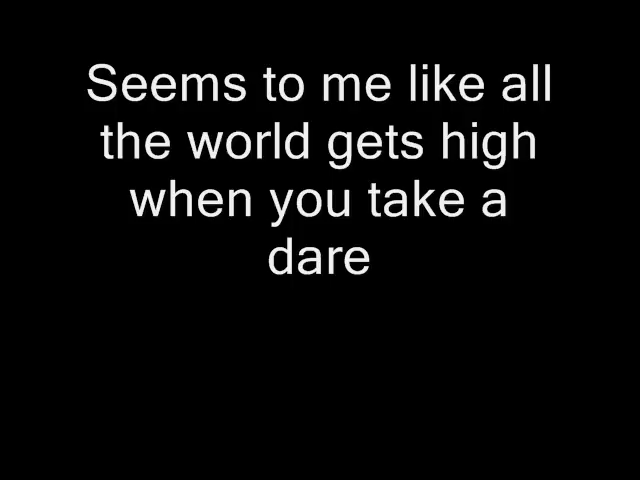 Seems to me like all
the world gets high
when you take a
dare